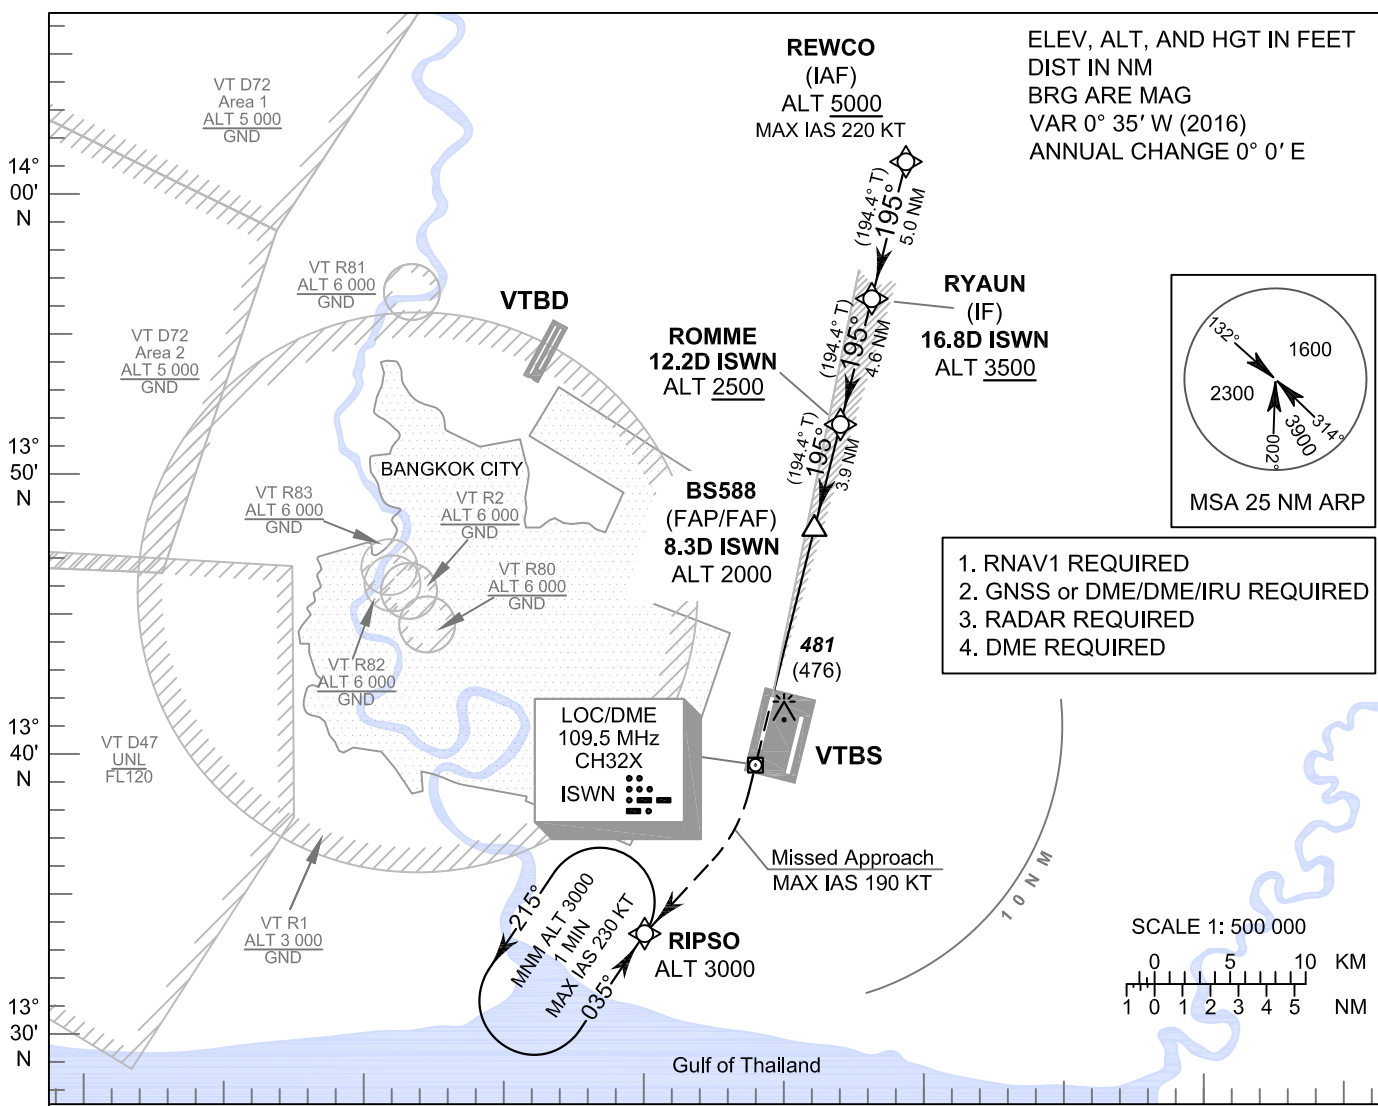 ELEV, ALT, AND HGT IN FEET
DIST IN NM
BRG ARE MAG
VAR 0° 35′ W (2016)
ANNUAL CHANGE 0° 0′ E
REWCO
(IAF)
ALT 5000
MAX IAS 220 KT
VT D72
Area 1
ALT 5 000
GND
14°
00'
N
(194.4° T)
195°
5.0 NM
VT R81
ALT 6 000
GND
VTBD
RYAUN
(IF)
16.8D ISWN
ALT 3500
ROMME
12.2D ISWN
ALT 2500
(194.4° T)
195°
4.6 NM
VT D72
Area 2
ALT 5 000
GND
132°
1600
2300
3900
314°
002°
MSA 25 NM ARP
13°
50'
N
BANGKOK CITY
(194.4° T)
195°
3.9 NM
BS588
(FAP/FAF)
8.3D ISWN
ALT 2000
VT R83
ALT 6 000
GND
VT R2
ALT 6 000
GND
VT R80
ALT 6 000
GND
1. RNAV1 REQUIRED
2. GNSS or DME/DME/IRU REQUIRED
3. RADAR REQUIRED
4. DME REQUIRED
481
(476)
VT R82
ALT 6 000
GND
LOC/DME
109.5 MHz
CH32X
ISWN
VTBS
13°
40'
N
VT D47
UNL
FL120
Missed Approach
MAX IAS 190 KT
10 NM
VT R1
ALT 3 000
GND
215°
MNM ALT 3000
1 MIN
MAX IAS 230 KT
035°
RIPSO
ALT 3000
SCALE 1: 500 000
0 5 10 KM
1 0 1 2 3 4 5 NM
13°
30'
N
Gulf of Thailand